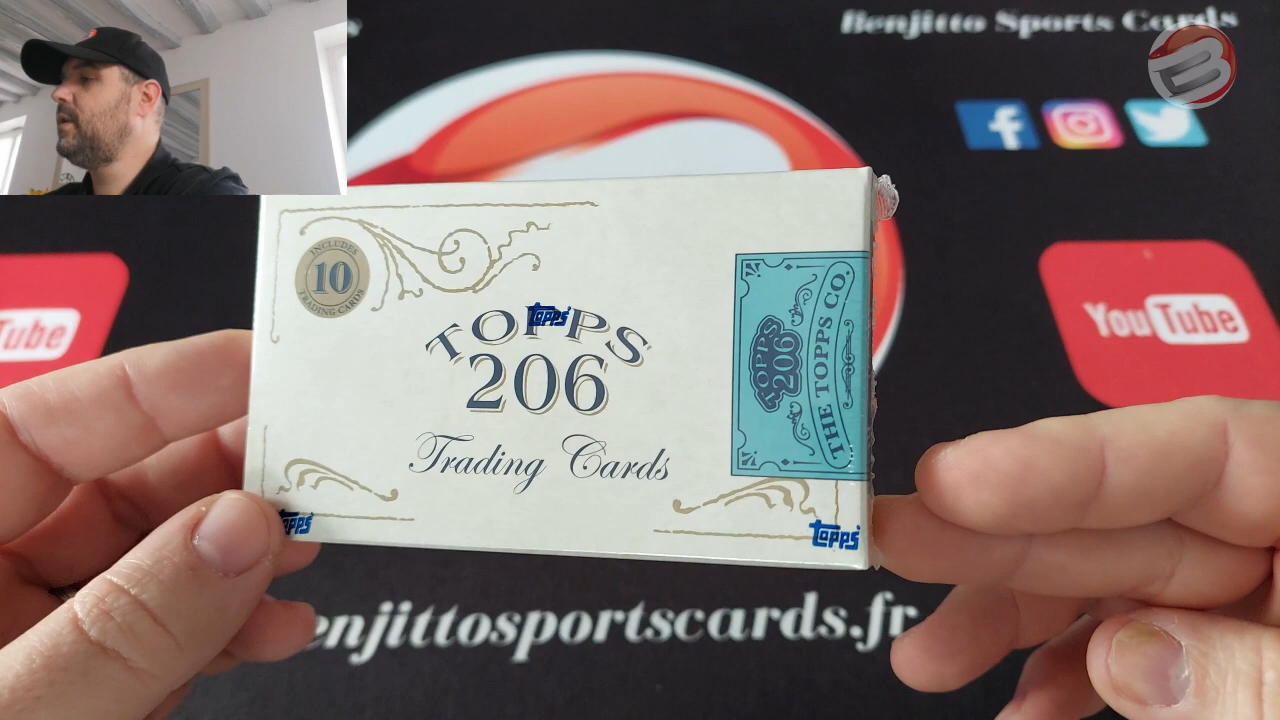 Benjitto Sports Cards
B
f
YouTube
Tube
INCLUDES
10
TRADING CARDS
TOPPS
Topps
206
Trading Cards
TOPPS
206
THE TOPPS CO.
Topps
Topps
enjittosportscards.fr